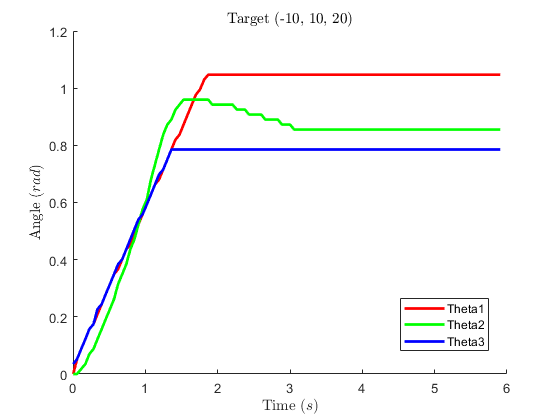 Target (-10, 10, 20)
1.2
1
0.8
0.6
0.4
0.2
0
Angle (rad)
0 1 2 3 4 5 6
Time (s)
Theta1
Theta2
Theta3